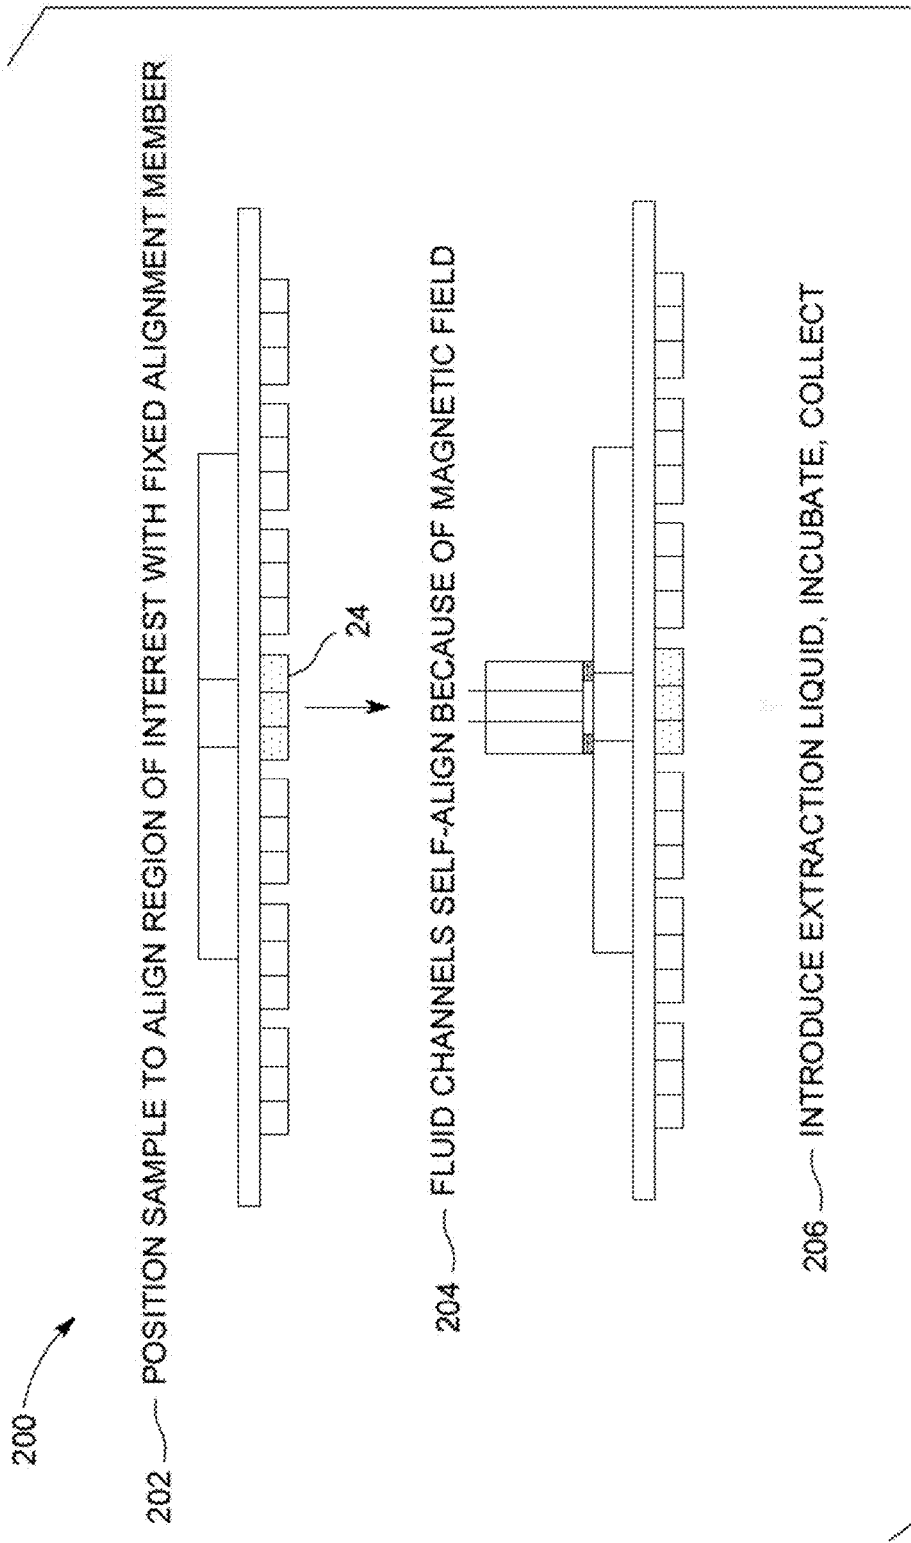 200
202 POSITION SAMPLE TO ALIGN REGION OF INTEREST WITH FIXED ALIGNMENT MEMBER
24
204 FLUID CHANNELS SELF-ALIGN BECAUSE OF MAGNETIC FIELD
206 INTRODUCE EXTRACTION LIQUID, INCUBATE, COLLECT